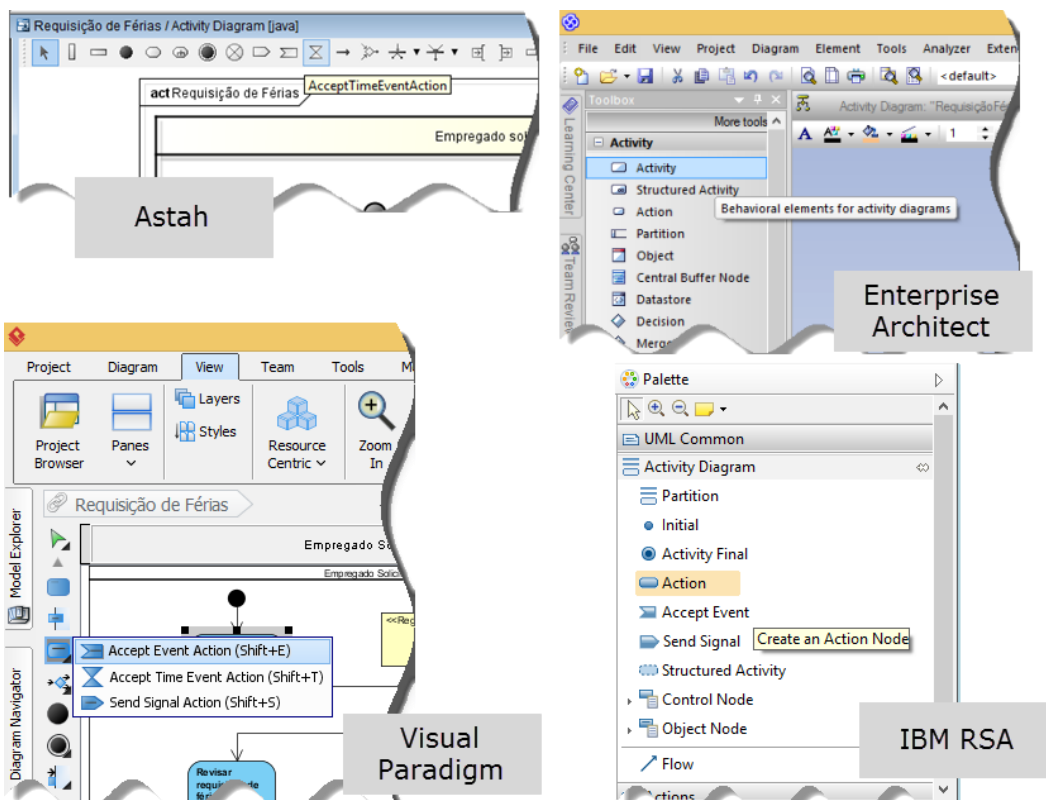 Requisição de Férias / Activity Diagram [java]
AcceptTimeEventAction
act Requisição de Férias
Empregado
Astah
File Edit View Project Diagram Element Tools Analyzer
<default>
Toolbox
Activity Diagram:
More tools
Learning Center
Team Review
1
Activity
Activity
Structured Activity
Action
Behavioral elements for activity diagrams
Partition
Object
Central Buffer Node
Datastore
Decision
Enterprise
Architect
Project Diagram View Team Tools
Layers
Styles
Project
Browser
Panes
Resource
Centric
Zoom
In
Requisição de Férias
Model Explorer
Empregado
Empregado
Accept Event Action (Shift+E)
Accept Time Event Action (Shift+T)
Send Signal Action (Shift+S)
Diagram Navigator
Revisar
Visual
Paradigm
Palette
UML Common
Activity Diagram
Partition
Initial
Activity Final
Action
Accept Event
Send Signal
Create an Action Node
Structured Activity
Control Node
Object Node
Flow
IBM RSA